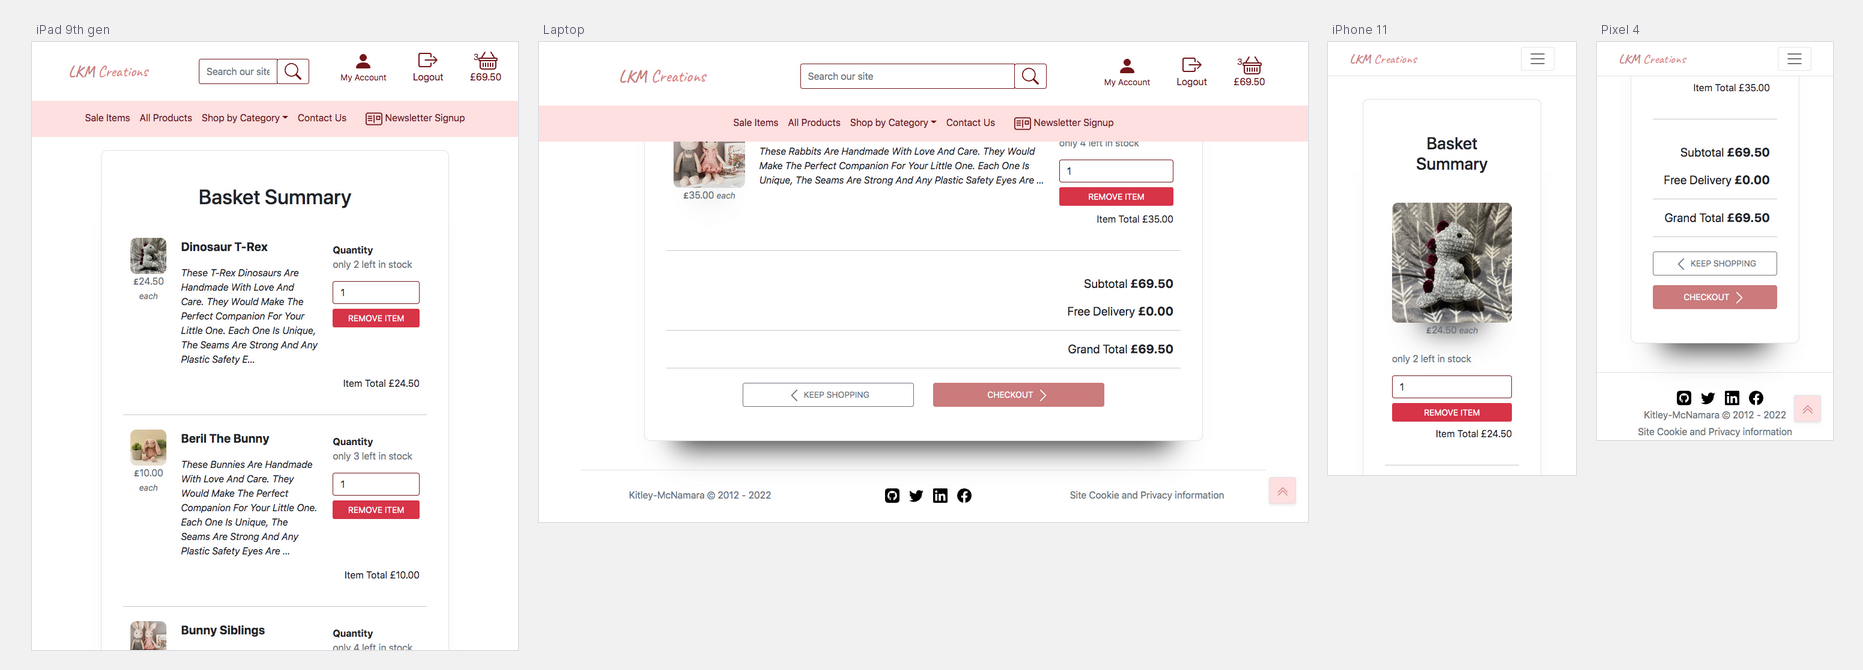 iPad 9th gen
LKM Creations
Search our site
My Account
Logout
3
£69.50
Sale Items
All Products
Shop by Category
Contact Us
Newsletter Signup
Basket Summary
£24.50
each
Dinosaur T-Rex
These T-Rex Dinosaurs Are
Handmade With Love And
Care. They Would Make The
Perfect Companion For Your
Little One. Each One Is Unique,
The Seams Are Strong And Any
Plastic Safety E...
Quantity
only 2 left in stock
1
REMOVE ITEM
Item Total £24.50
£10.00
each
Beril The Bunny
These Bunnies Are Handmade
With Love And Care. They
Would Make The Perfect
Companion For Your Little One.
Each One Is Unique, The
Seams Are Strong And Any
Plastic Safety Eyes Are ...
Quantity
only 3 left in stock
1
REMOVE ITEM
Item Total £10.00
Bunny Siblings
Quantity
only 4 left in stock
Laptop
LKM Creations
Search our site
My Account
Logout
3
£69.50
Sale Items
All Products
Shop by Category
Contact Us
Newsletter Signup
£35.00 each
These Rabbits Are Handmade With Love And Care. They Would
Make The Perfect Companion For Your Little One. Each One Is
Unique, The Seams Are Strong And Any Plastic Safety Eyes Are ...
only 4 left in stock
1
REMOVE ITEM
Item Total £35.00
Subtotal £69.50
Free Delivery £0.00
Grand Total £69.50
KEEP SHOPPING
CHECKOUT
Kitley-McNamara © 2012 - 2022
Site Cookie and Privacy information
iPhone 11
LKM Creations
Basket
Summary
£24.50 each
only 2 left in stock
1
REMOVE ITEM
Item Total £24.50
Pixel 4
LKM Creations
Item Total £35.00
Subtotal £69.50
Free Delivery £0.00
Grand Total £69.50
KEEP SHOPPING
CHECKOUT
Kitley-McNamara © 2012 - 2022
Site Cookie and Privacy information